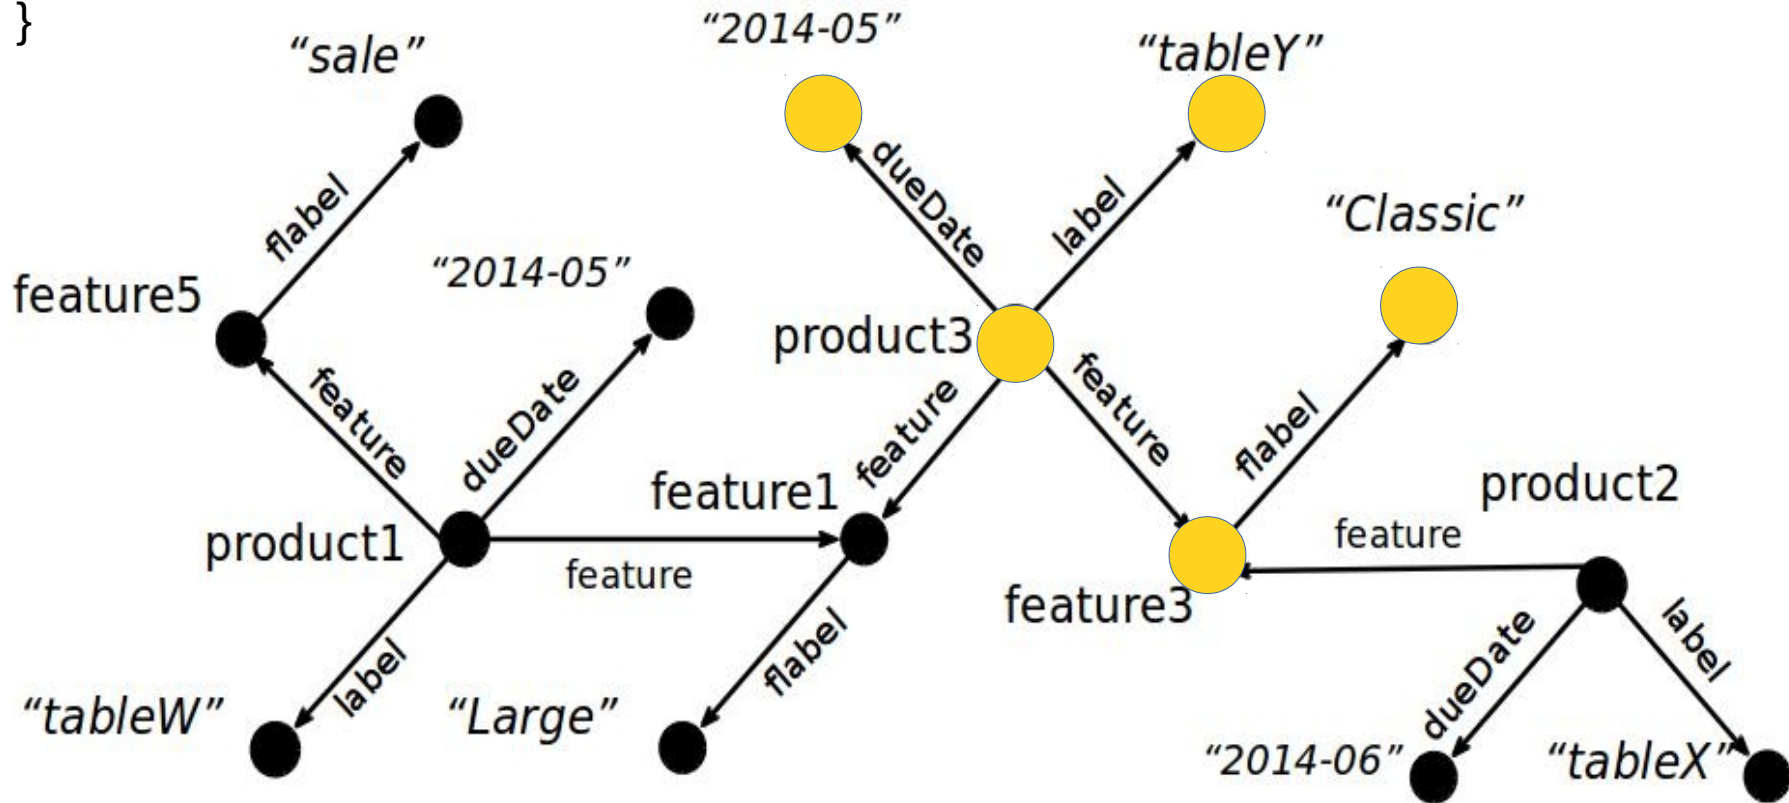 }
“2014-05”
“sale”
“tableY”
dueDate
flabel
label
“Classic”
“2014-05”
feature5
product3
feature
dueDate
feature
feature
flabel
feature1
product2
product1
feature
feature
feature3
label
flabel
dueDate
label
“tableW”
“Large”
“2014-06”
“tableX”